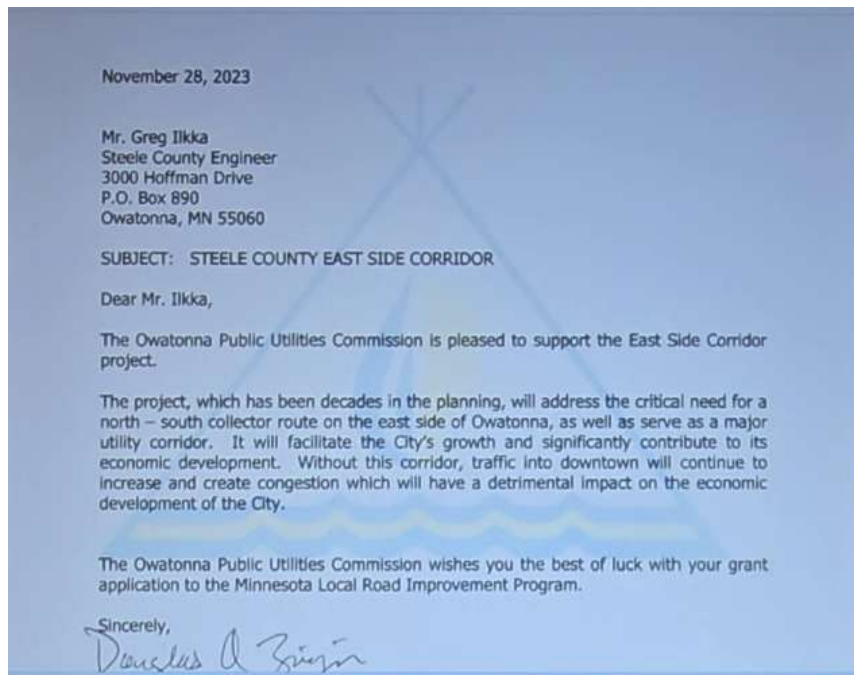 November 28, 2023
Mr. Greg Ilkka
Steele County Engineer
3000 Hoffman Drive
P.O. Box 890
Owatonna, MN 55060
SUBJECT: STEELE COUNTY EAST SIDE CORRIDOR
Dear Mr. Ilkka,
The Owatonna Public Utilities Commission is pleased to support the East Side Corridor
project.
The project, which has been decades in the planning, will address the critical need for a
north – south collector route on the east side of Owatonna, as well as serve as a major
utility corridor. It will facilitate the City's growth and significantly contribute to its
economic development. Without this corridor, traffic into downtown will continue to
increase and create congestion which will have a detrimental impact on the economic
development of the City.
The Owatonna Public Utilities Commission wishes you the best of luck with your grant
application to the Minnesota Local Road Improvement Program.
Sincerely,
Douglas A